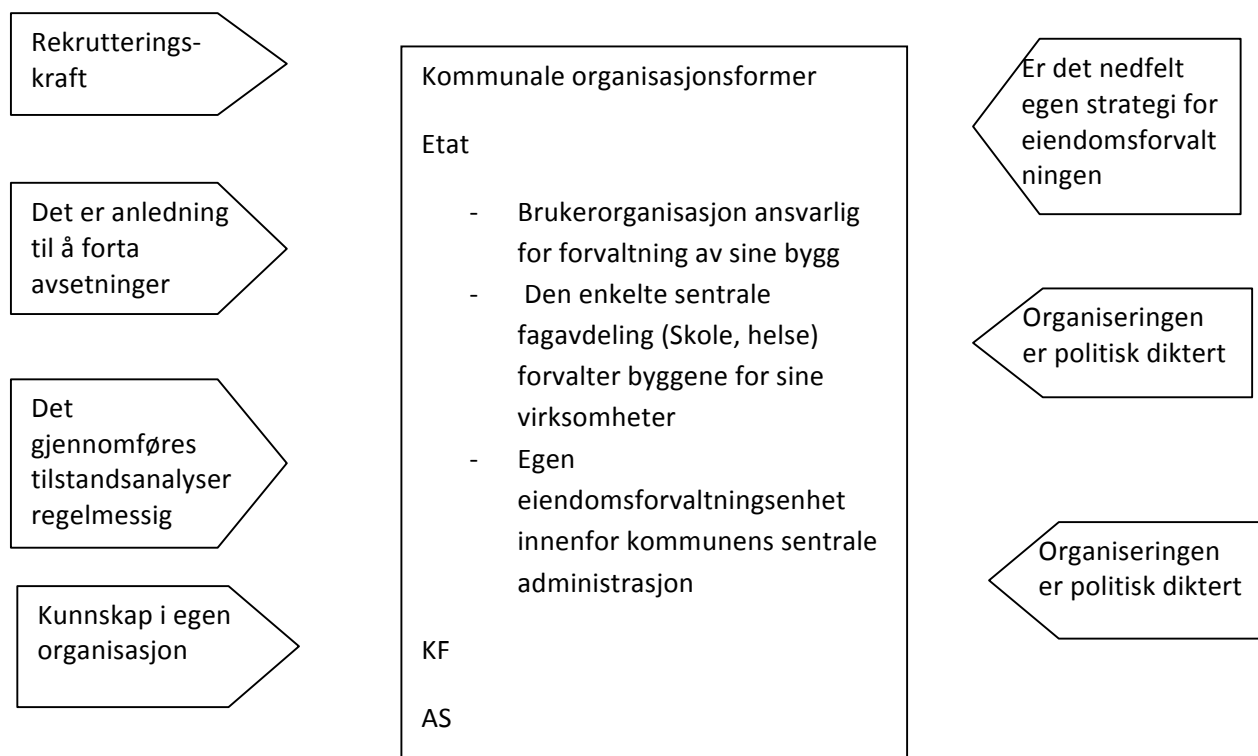 Rekrutterings-
kraft
Det er anledning
til å forta
avsetninger
Det
gjennomføres
tilstandsanalyser
regelmessig
Kunnskap i egen
organisasjon
Kommunale organisasjonsformer
Etat
- Brukerorganisasjon ansvarlig
for forvaltning av sine bygg
- Den enkelte sentrale
fagavdeling (Skole, helse)
forvalter byggene for sine
virksomheter
- Egen
eiendomsforvaltningsenhet
innenfor kommunens sentrale
administrasjon
KF
AS
Er det nedfelt
egen strategi for
eiendomsforvalt
ningen
Organiseringen
er politisk diktert
Organiseringen
er politisk diktert